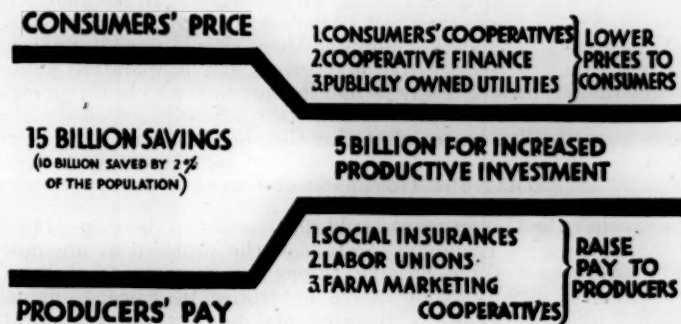 CONSUMERS' PRICE
1.CONSUMERS' COOPERATIVES
2.COOPERATIVE FINANCE
3.PUBLICLY OWNED UTILITIES
LOWER
PRICES TO
CONSUMERS
15 BILLION SAVINGS
(10 BILLION SAVED BY 2%
OF THE POPULATION)
5 BILLION FOR INCREASED
PRODUCTIVE INVESTMENT
1.SOCIAL INSURANCES
2.LABOR UNIONS
3.FARM MARKETING
COOPERATIVES
RAISE
PAY TO
PRODUCERS
PRODUCERS' PAY